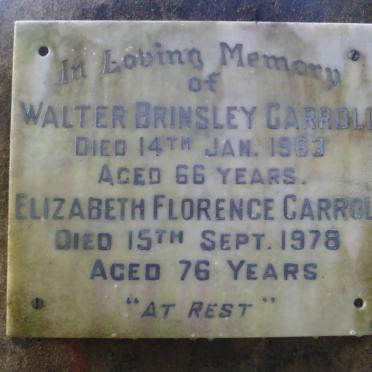 In Loving Memory
of
WALTER BRINSLEY CARROLL
DIED 14TH JAN. 1963
AGED 66 YEARS.
ELIZABETH FLORENCE CARROL
DIED 15TH SEPT. 1978
AGED 76 YEARS
"AT REST"